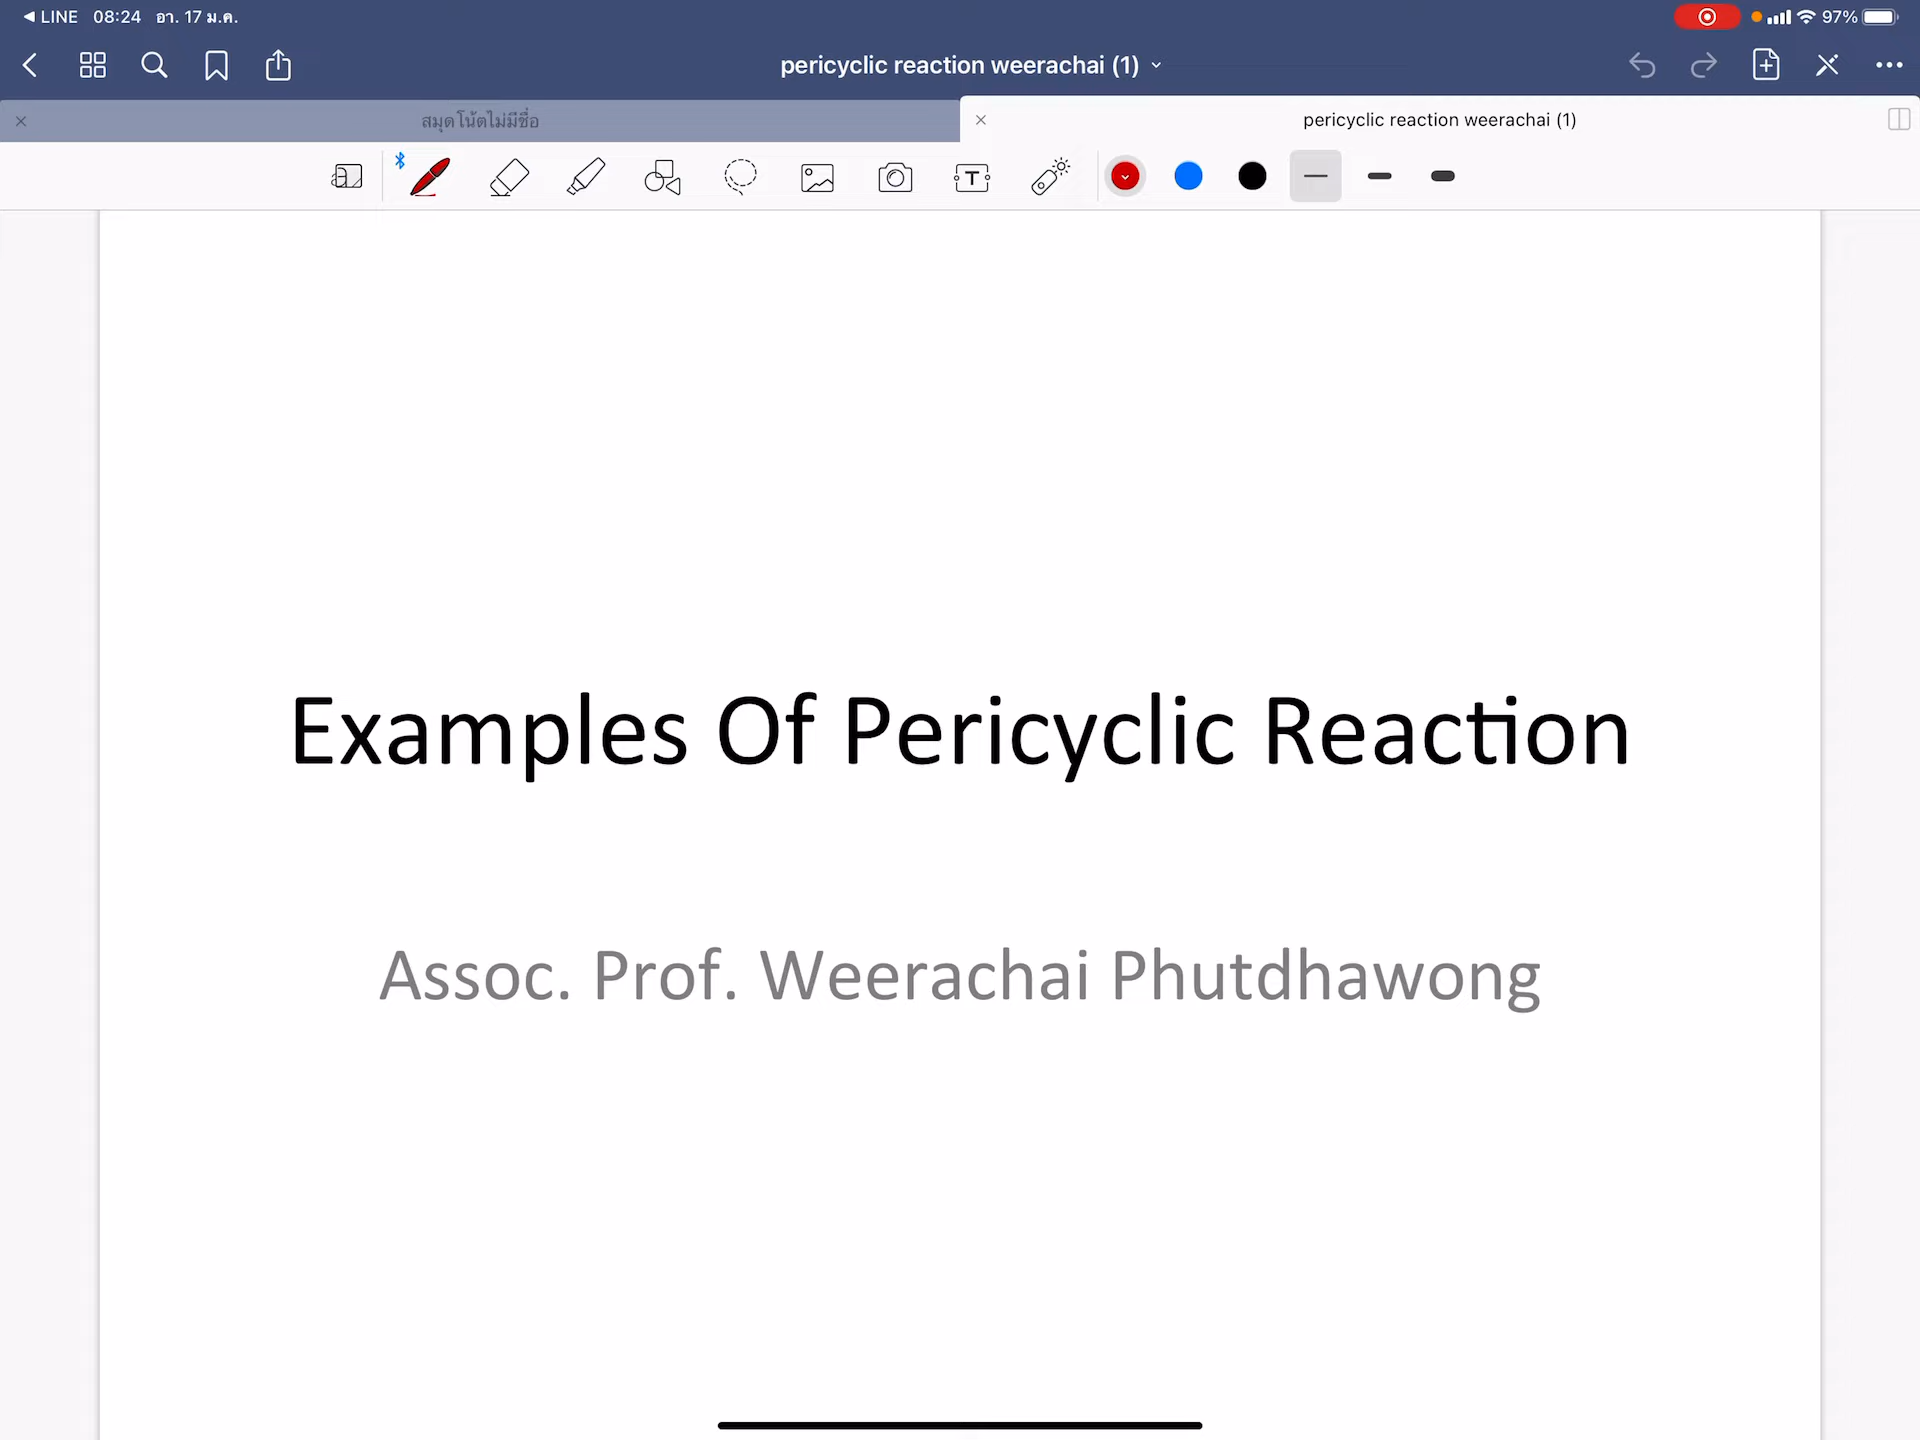 LINE 08:24 อา. 17 ม.ค. 97%
pericyclic reaction weerachai (1)
สมุดโน้ตไม่มีชื่อ
pericyclic reaction weerachai (1)
Examples Of Pericyclic Reaction
Assoc. Prof. Weerachai Phutdhawong